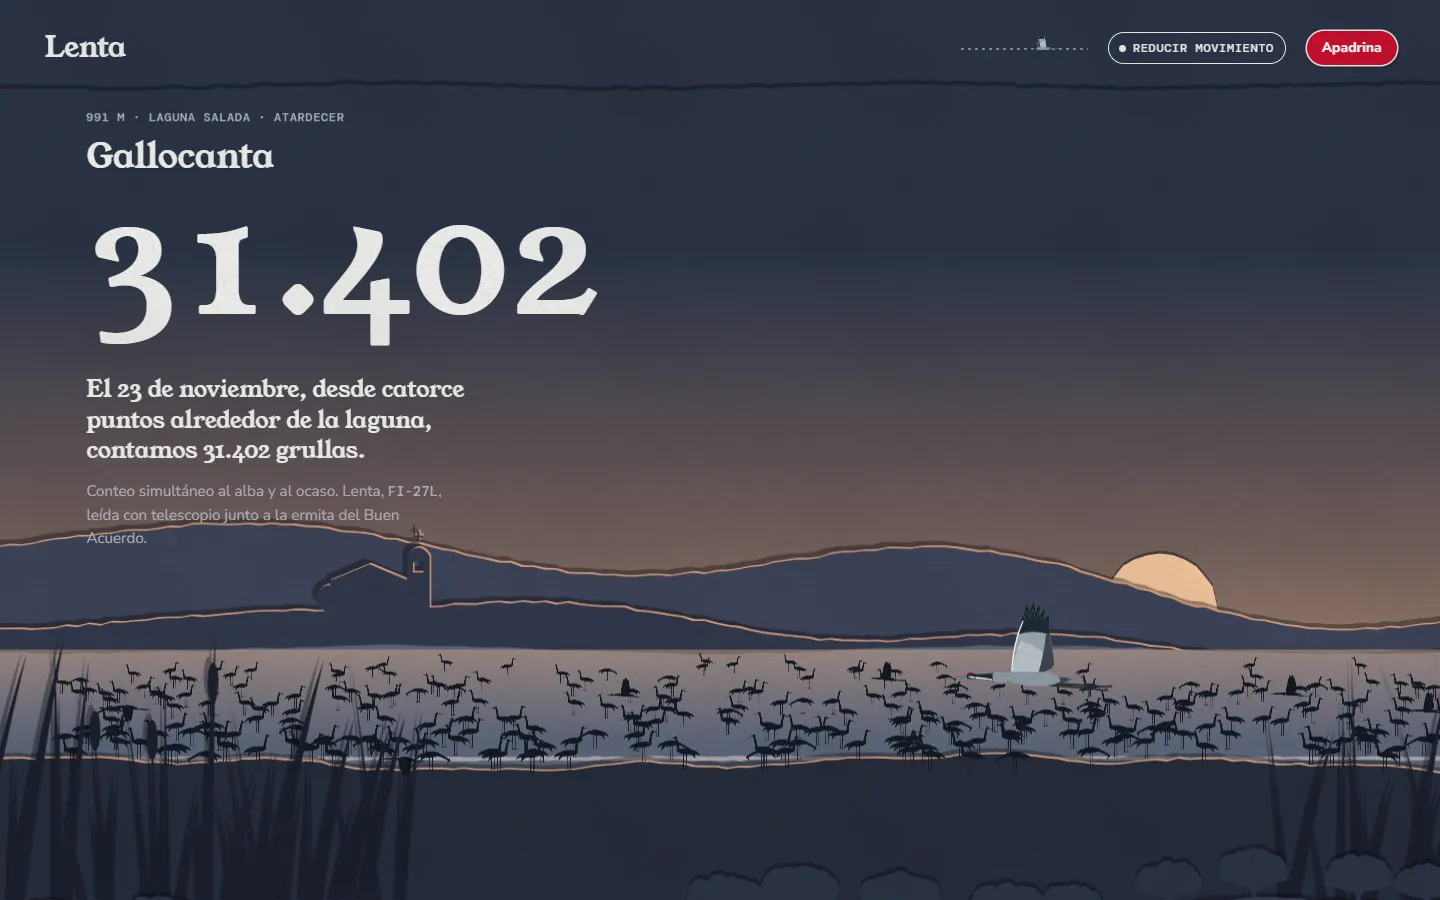 Lenta
REDUCIR MOVIMIENTO
Apadrina
991 M · LAGUNA SALADA · ATARDECER
Gallocanta
31.402
El 23 de noviembre, desde catorce
puntos alrededor de la laguna,
contamos 31.402 grullas.
Conteo simultáneo al alba y al ocaso. Lenta, FI-27L,
leída con telescopio junto a la ermita del Buen
Acuerdo.